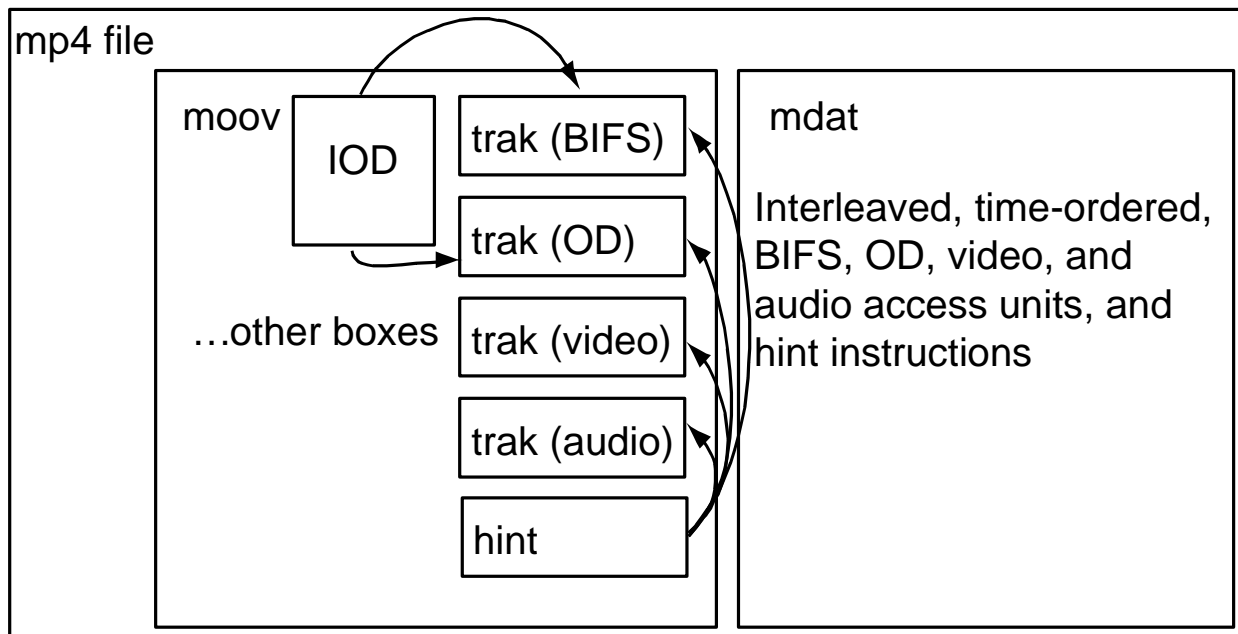 mp4 file
moov
IOD
trak (BIFS)
trak (OD)
…other boxes
trak (video)
trak (audio)
hint
mdat
Interleaved, time-ordered,
BIFS, OD, video, and
audio access units, and
hint instructions